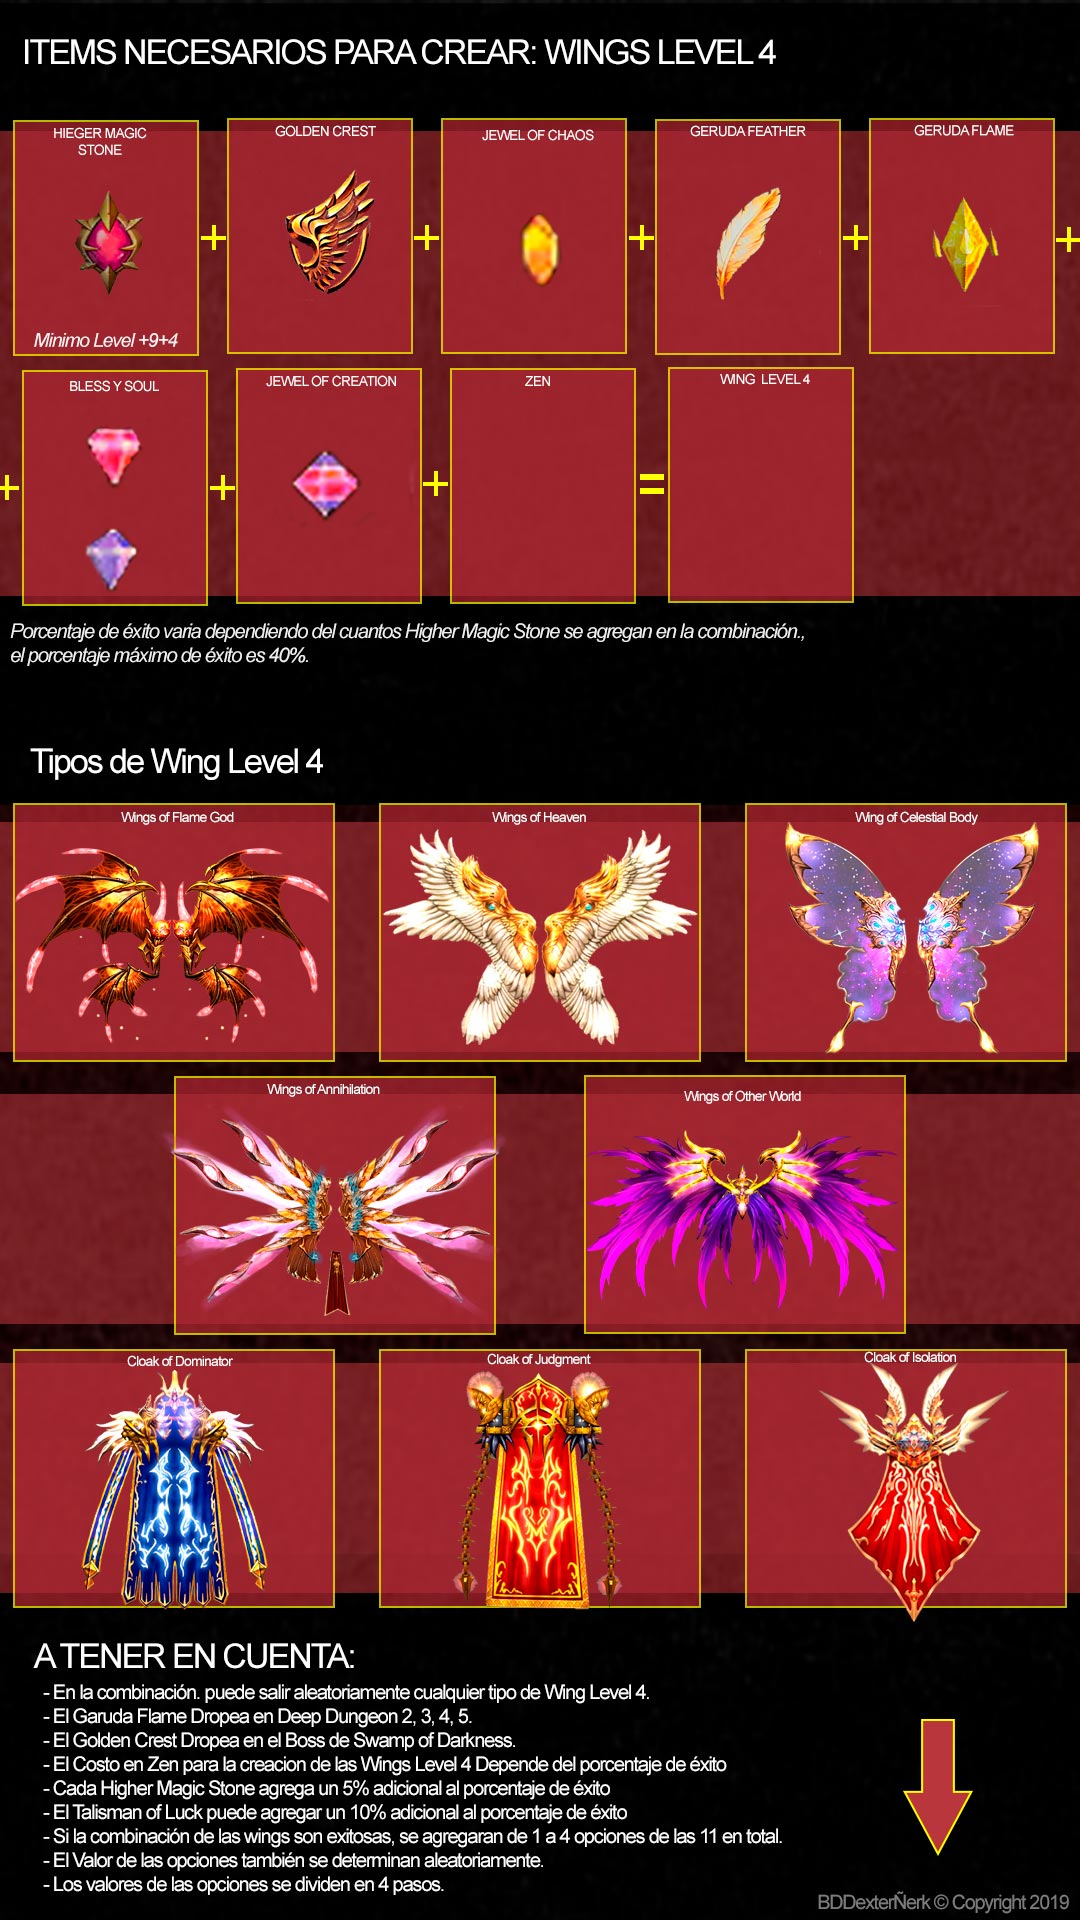 ITEMS NECESARIOS PARA CREAR: WINGS LEVEL 4
HIEGER MAGIC
STONE
GOLDEN CREST
JEWEL OF CHAOS
GERUDA FEATHER
GERUDA FLAME
+
+
+
+
+
Minimo Level +9+4
BLESS Y SOUL
JEWEL OF CREATION
ZEN
WING LEVEL 4
+
+
+
=
Porcentaje de éxito varia dependiendo del cuantos Higher Magic Stone se agregan en la combinación.,
el porcentaje máximo de éxito es 40%.
Tipos de Wing Level 4
Wings of Flame God
Wings of Heaven
Wing of Celestial Body
Wings of Annihilation
Wings of Other World
Cloak of Dominator
Cloak of Judgment
Cloak of Isolation
A TENER EN CUENTA:
- En la combinación. puede salir aleatoriamente cualquier tipo de Wing Level 4.
- El Garuda Flame Dropea en Deep Dungeon 2, 3, 4, 5.
- El Golden Crest Dropea en el Boss de Swamp of Darkness.
- El Costo en Zen para la creacion de las Wings Level 4 Depende del porcentaje de éxito
- Cada Higher Magic Stone agrega un 5% adicional al porcentaje de éxito
- El Talisman of Luck puede agregar un 10% adicional al porcentaje de éxito
- Si la combinación de las wings son exitosas, se agregaran de 1 a 4 opciones de las 11 en total.
- El Valor de las opciones también se determinan aleatoriamente.
- Los valores de las opciones se dividen en 4 pasos.
BDDexterÑerk © Copyright 2019